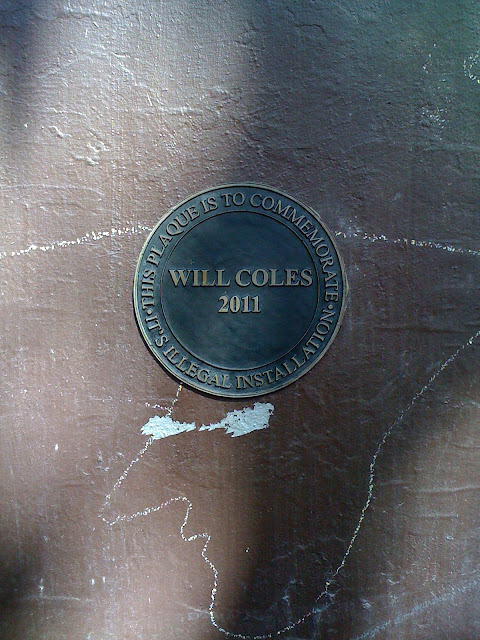 •THIS PLAQUE IS TO COMMEMORATE
•IT'S ILLEGAL INSTALLATION
WILL COLES
2011